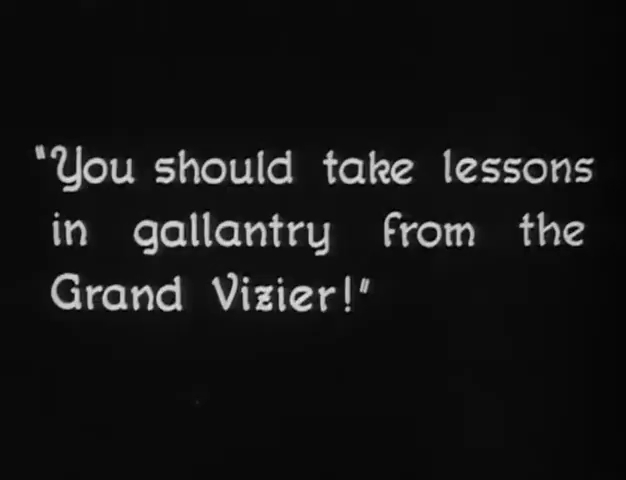 "You should take lessons
in gallantry from the
Grand Vizier!"